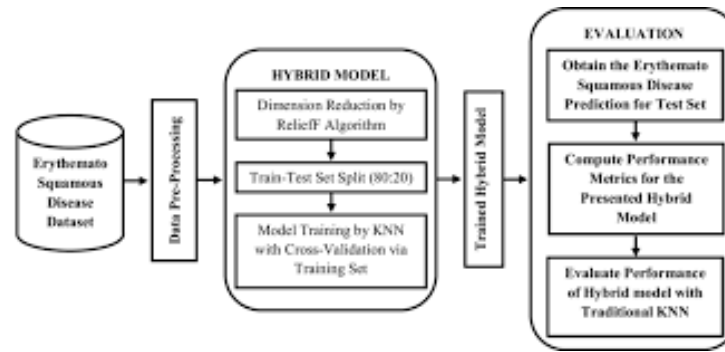 Erythemato
Squamous
Disease
Dataset
Data Pre-Processing
HYBRID MODEL
Dimension Reduction by
ReliefF Algorithm
Train-Test Set Split (80:20)
Model Training by KNN
with Cross-Validation via
Training Set
Trained Hybrid Model
EVALUATION
Obtain the Erythemato
Squamous Disease
Prediction for Test Set
Compute Performance
Metrics for the
Presented Hybrid
Model
Evaluate Performance
of Hybrid model with
Traditional KNN